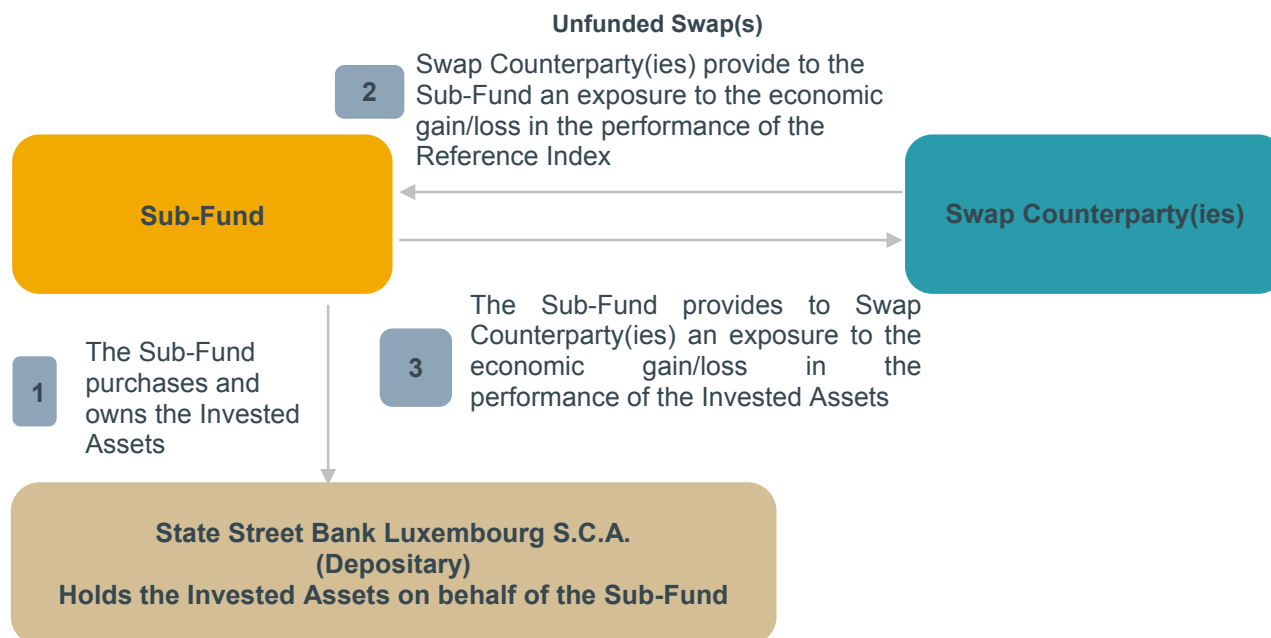 Unfunded Swap(s)
2
Swap Counterparty(ies) provide to the
Sub-Fund an exposure to the economic
gain/loss in the performance of the
Reference Index
Sub-Fund
Swap Counterparty(ies)
1
The Sub-Fund
purchases and
owns the Invested
Assets
3
The Sub-Fund provides to Swap
Counterparty(ies) an exposure to the
economic gain/loss in the
performance of the Invested Assets
State Street Bank Luxembourg S.C.A.
(Depositary)
Holds the Invested Assets on behalf of the Sub-Fund